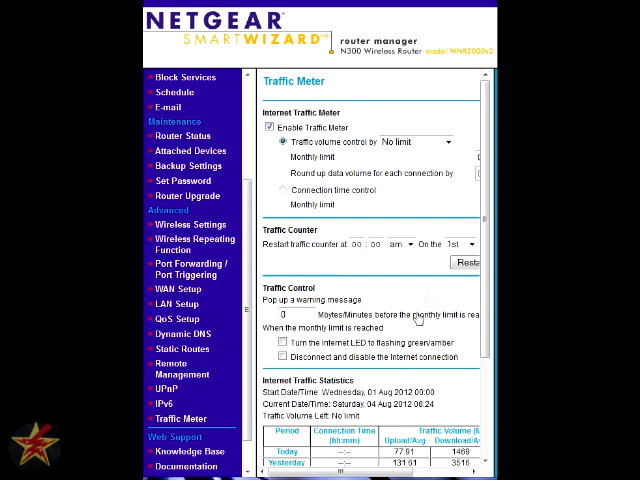 NETGEAR
SMARTWIZARD router manager
N300 Wireless Router model WNR2000v2
Block Services
Schedule
E-mail
Maintenance
Router Status
Attached Devices
Backup Settings
Set Password
Router Upgrade
Advanced
Wireless Settings
Wireless Repeating
Function
Port Forwarding /
Port Triggering
WAN Setup
LAN Setup
QoS Setup
Dynamic DNS
Static Routes
Remote
Management
UPnP
IPv6
Traffic Meter
Web Support
Knowledge Base
Documentation
Traffic Meter
Internet Traffic Meter
Enable Traffic Meter
Traffic volume control by No limit
Monthly limit
Round up data volume for each connection by
Connection time control
Monthly limit
Traffic Counter
Restart traffic counter at 00 : 00 am On the 1st
Resta
Traffic Control
Pop up a warning message
0 Mbytes/Minutes before the monthly limit is rea
When the monthly limit is reached
Turn the Internet LED to flashing green/amber
Disconnect and disable the Internet connection
Internet Traffic Statistics
Start Date/Time: Wednesday, 01 Aug 2012 00:00
Current Date/Time: Saturday, 04 Aug 2012 06:24
Traffic Volume Left: No limit
Period Connection Time Traffic Volume (M
(hh:mm) Upload/Avg Download/Av
Today --:-- 77.91 1469
Yesterday --:-- 131.61 3516